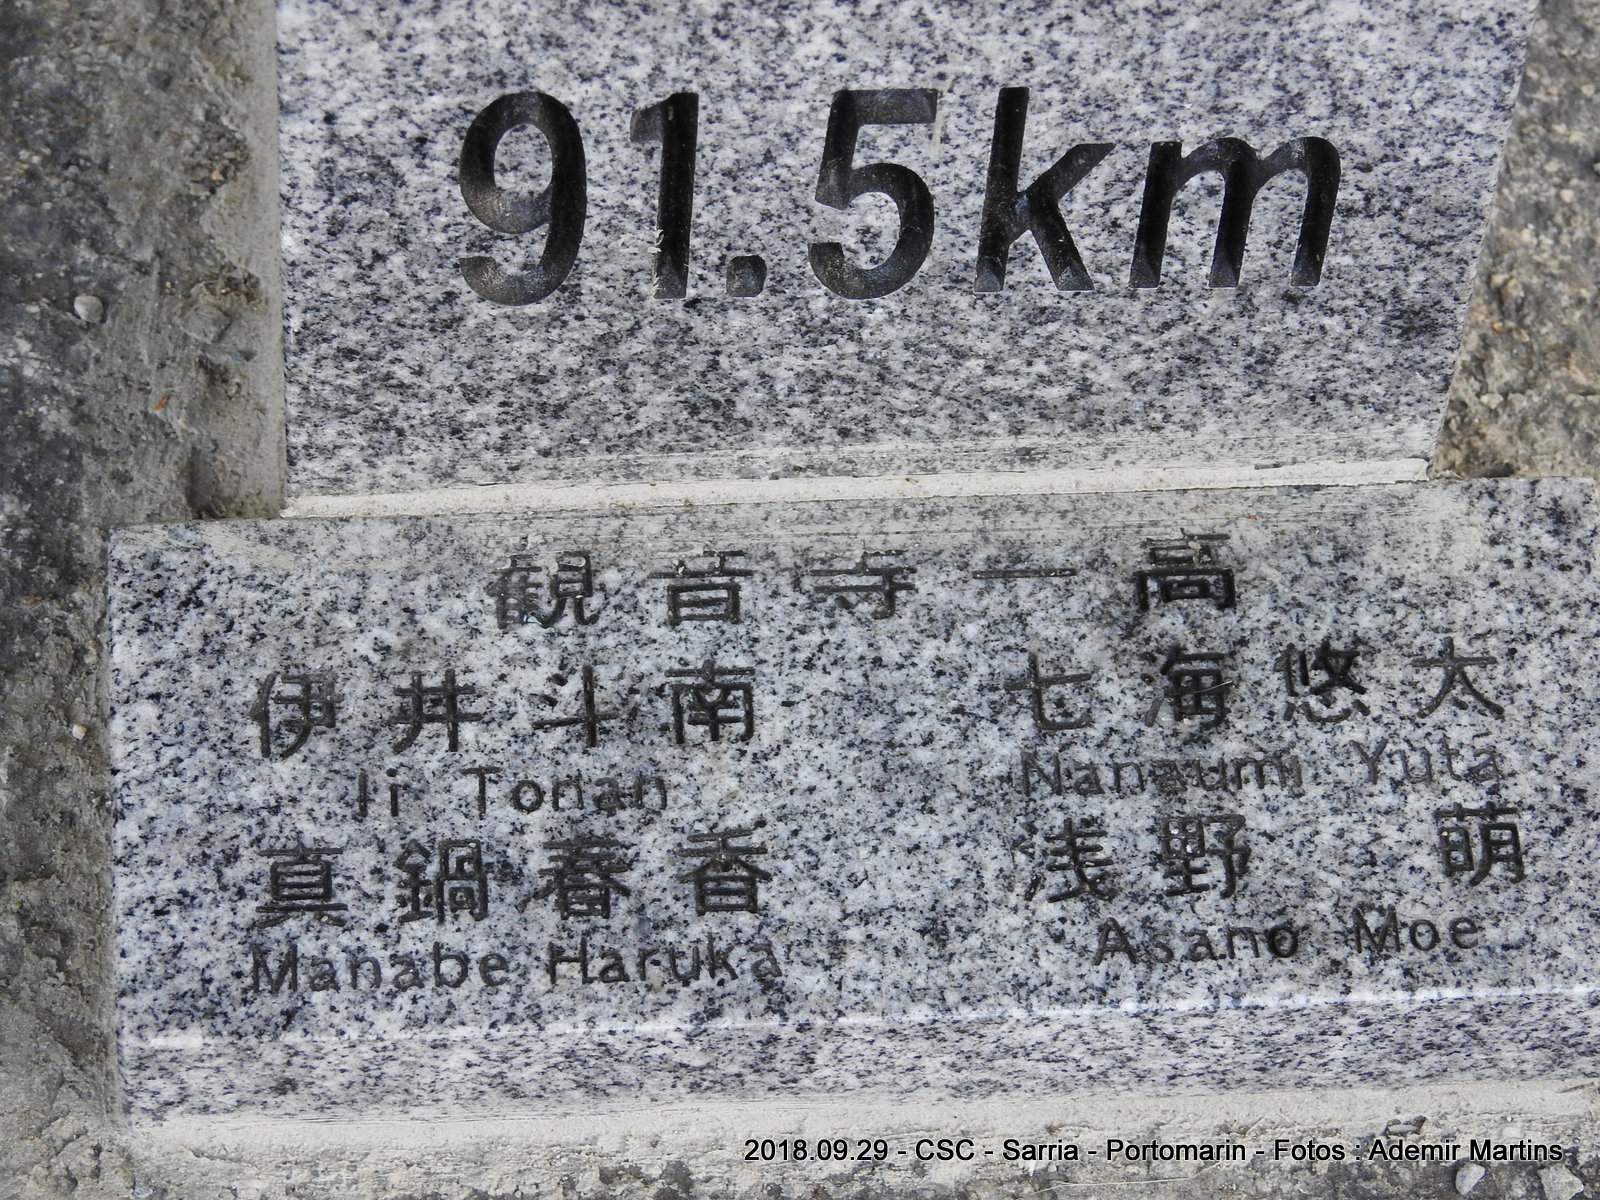 91.5km
観音寺一高
伊井斗南 七海悠太
Ii Tonan Nanaumi Yuta
真鍋春香 浅野 萌
Manabe Haruka Asano Moe
2018.09.29 - CSC - Sarria - Portomarin - Fotos : Ademir Martins